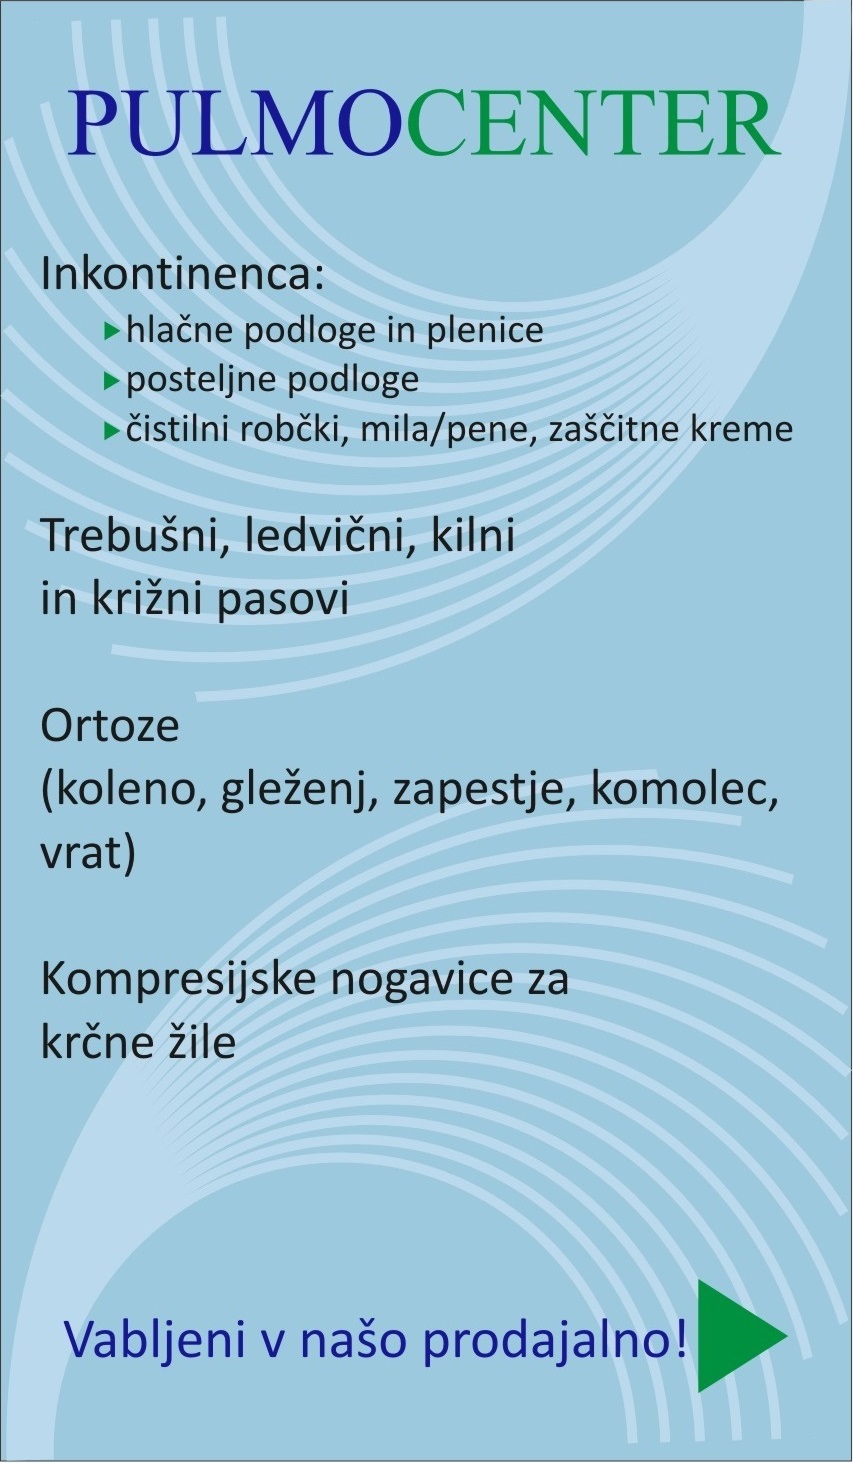 PULMOCENTER
Inkontinenca:
hlačne podloge in plenice
posteljne podloge
čistilni robčki, mila/pene, zaščitne kreme
Trebušni, ledvični, kilni
in križni pasovi
Ortoze
(koleno, gleženj, zapestje, komolec,
vrat)
Kompresijske nogavice za
krčne žile
Vabljeni v našo prodajalno!